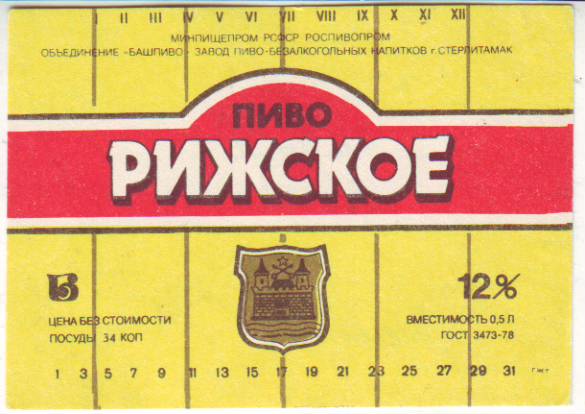 II III IV V VI VII VIII IX X XI XII
МИНПИЩЕПРОМ РСФСР РОСПИВОПРОМ
ОБЪЕДИНЕНИЕ «БАШПИВО» ЗАВОД ПИВО-БЕЗАЛКОГОЛЬНЫХ НАПИТКОВ г. СТЕРЛИТАМАК
ПИВО
РИЖСКОЕ
12%
ЦЕНА БЕЗ СТОИМОСТИ
ПОСУДЫ 34 КОП
ВМЕСТИМОСТЬ 0,5 Л
ГОСТ 3473-78
1 3 5 7 9 11 13 15 17 19 21 23 25 27 29 31